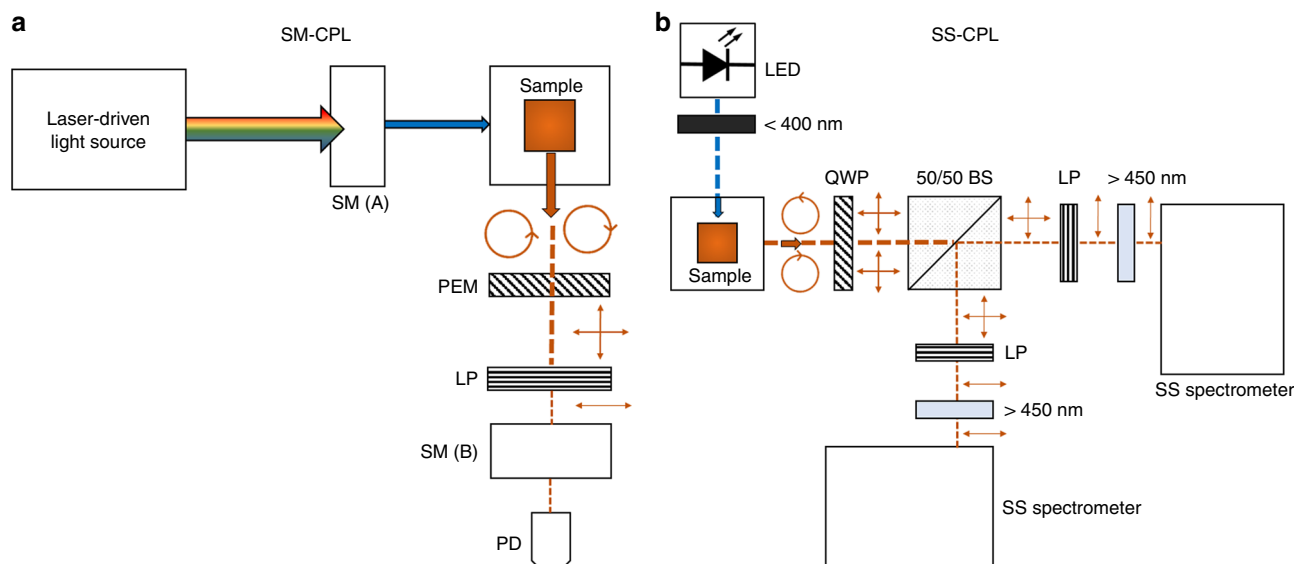 a
SM-CPL
Laser-driven
light source
SM (A)
Sample
PEM
LP
SM (B)
PD
b
SS-CPL
LED
< 400 nm
Sample
QWP
50/50 BS
LP
> 450 nm
SS spectrometer
LP
> 450 nm
SS spectrometer